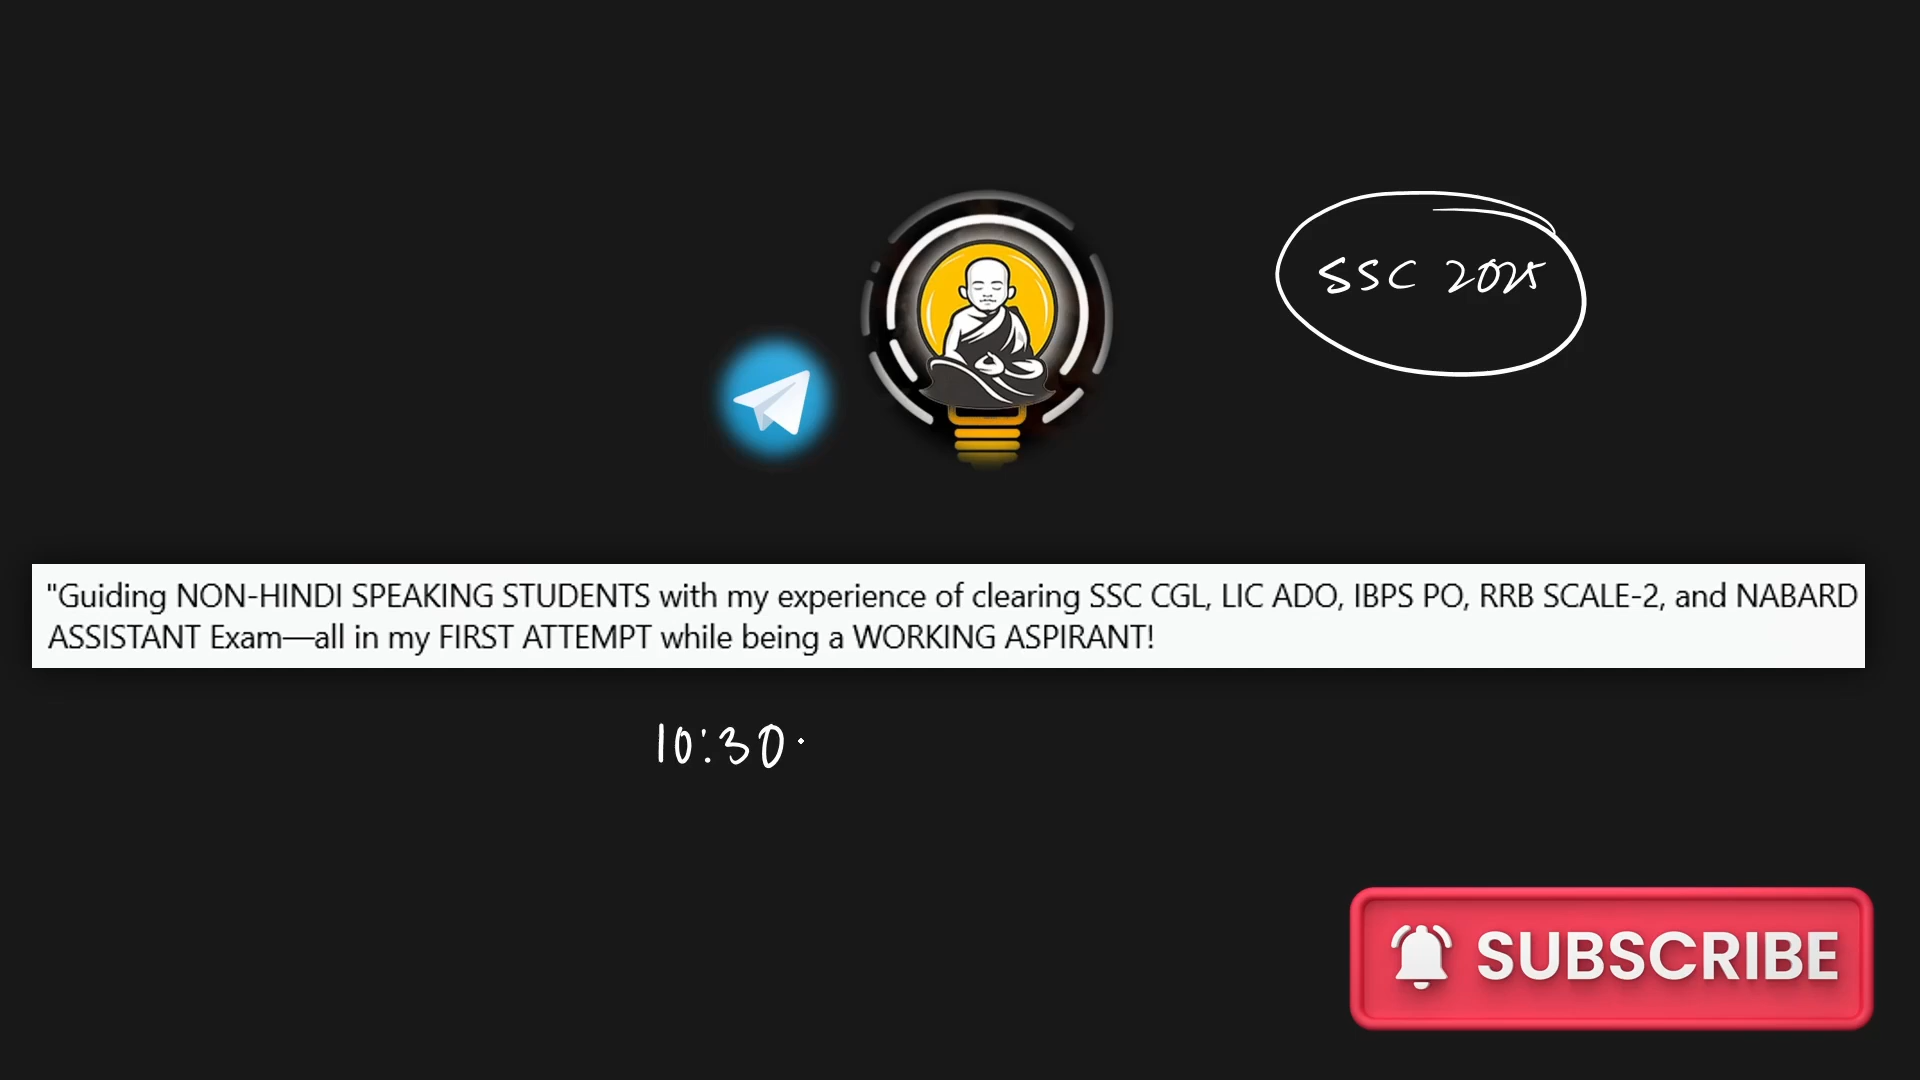 SSC 2025
"Guiding NON-HINDI SPEAKING STUDENTS with my experience of clearing SSC CGL, LIC ADO, IBPS PO, RRB SCALE-2, and NABARD
ASSISTANT Exam—all in my FIRST ATTEMPT while being a WORKING ASPIRANT!
10:30.
SUBSCRIBE